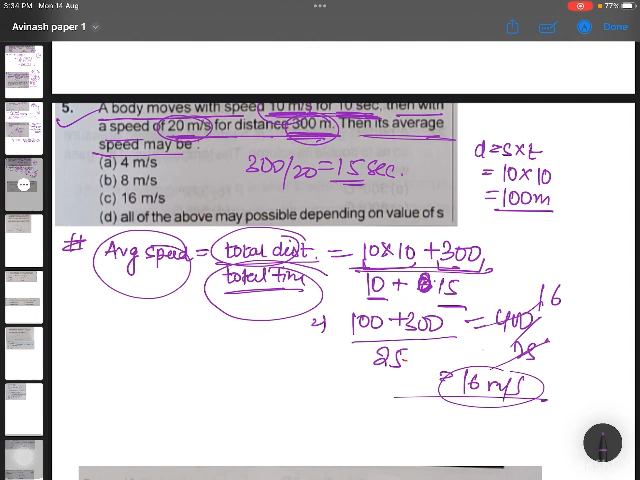 3:34 PM Mon 14 Aug
77%
Avinash paper 1
Done
5. A body moves with speed 10 m/s for 10 sec, then with
a speed of 20 m/s for distance 300 m. Then its average
speed may be
(a) 4 m/s
(b) 8 m/s
(c) 16 m/s
(d) all of the above may possible depending on value of s
300/20 = 15 sec.
d = s x t
= 10 x 10
= 100m
# Avg speed = total dist. = 10 x 10 + 300
total time 10 + 15
100 + 300 = 400 16
25 25
= 16 m/s